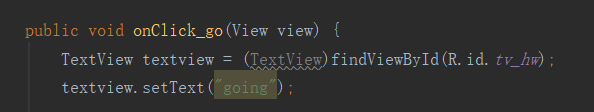 public void onClick_go(View view) {
TextView textview = (TextView)findViewById(R.id.tv_hw);
textview.setText("going");